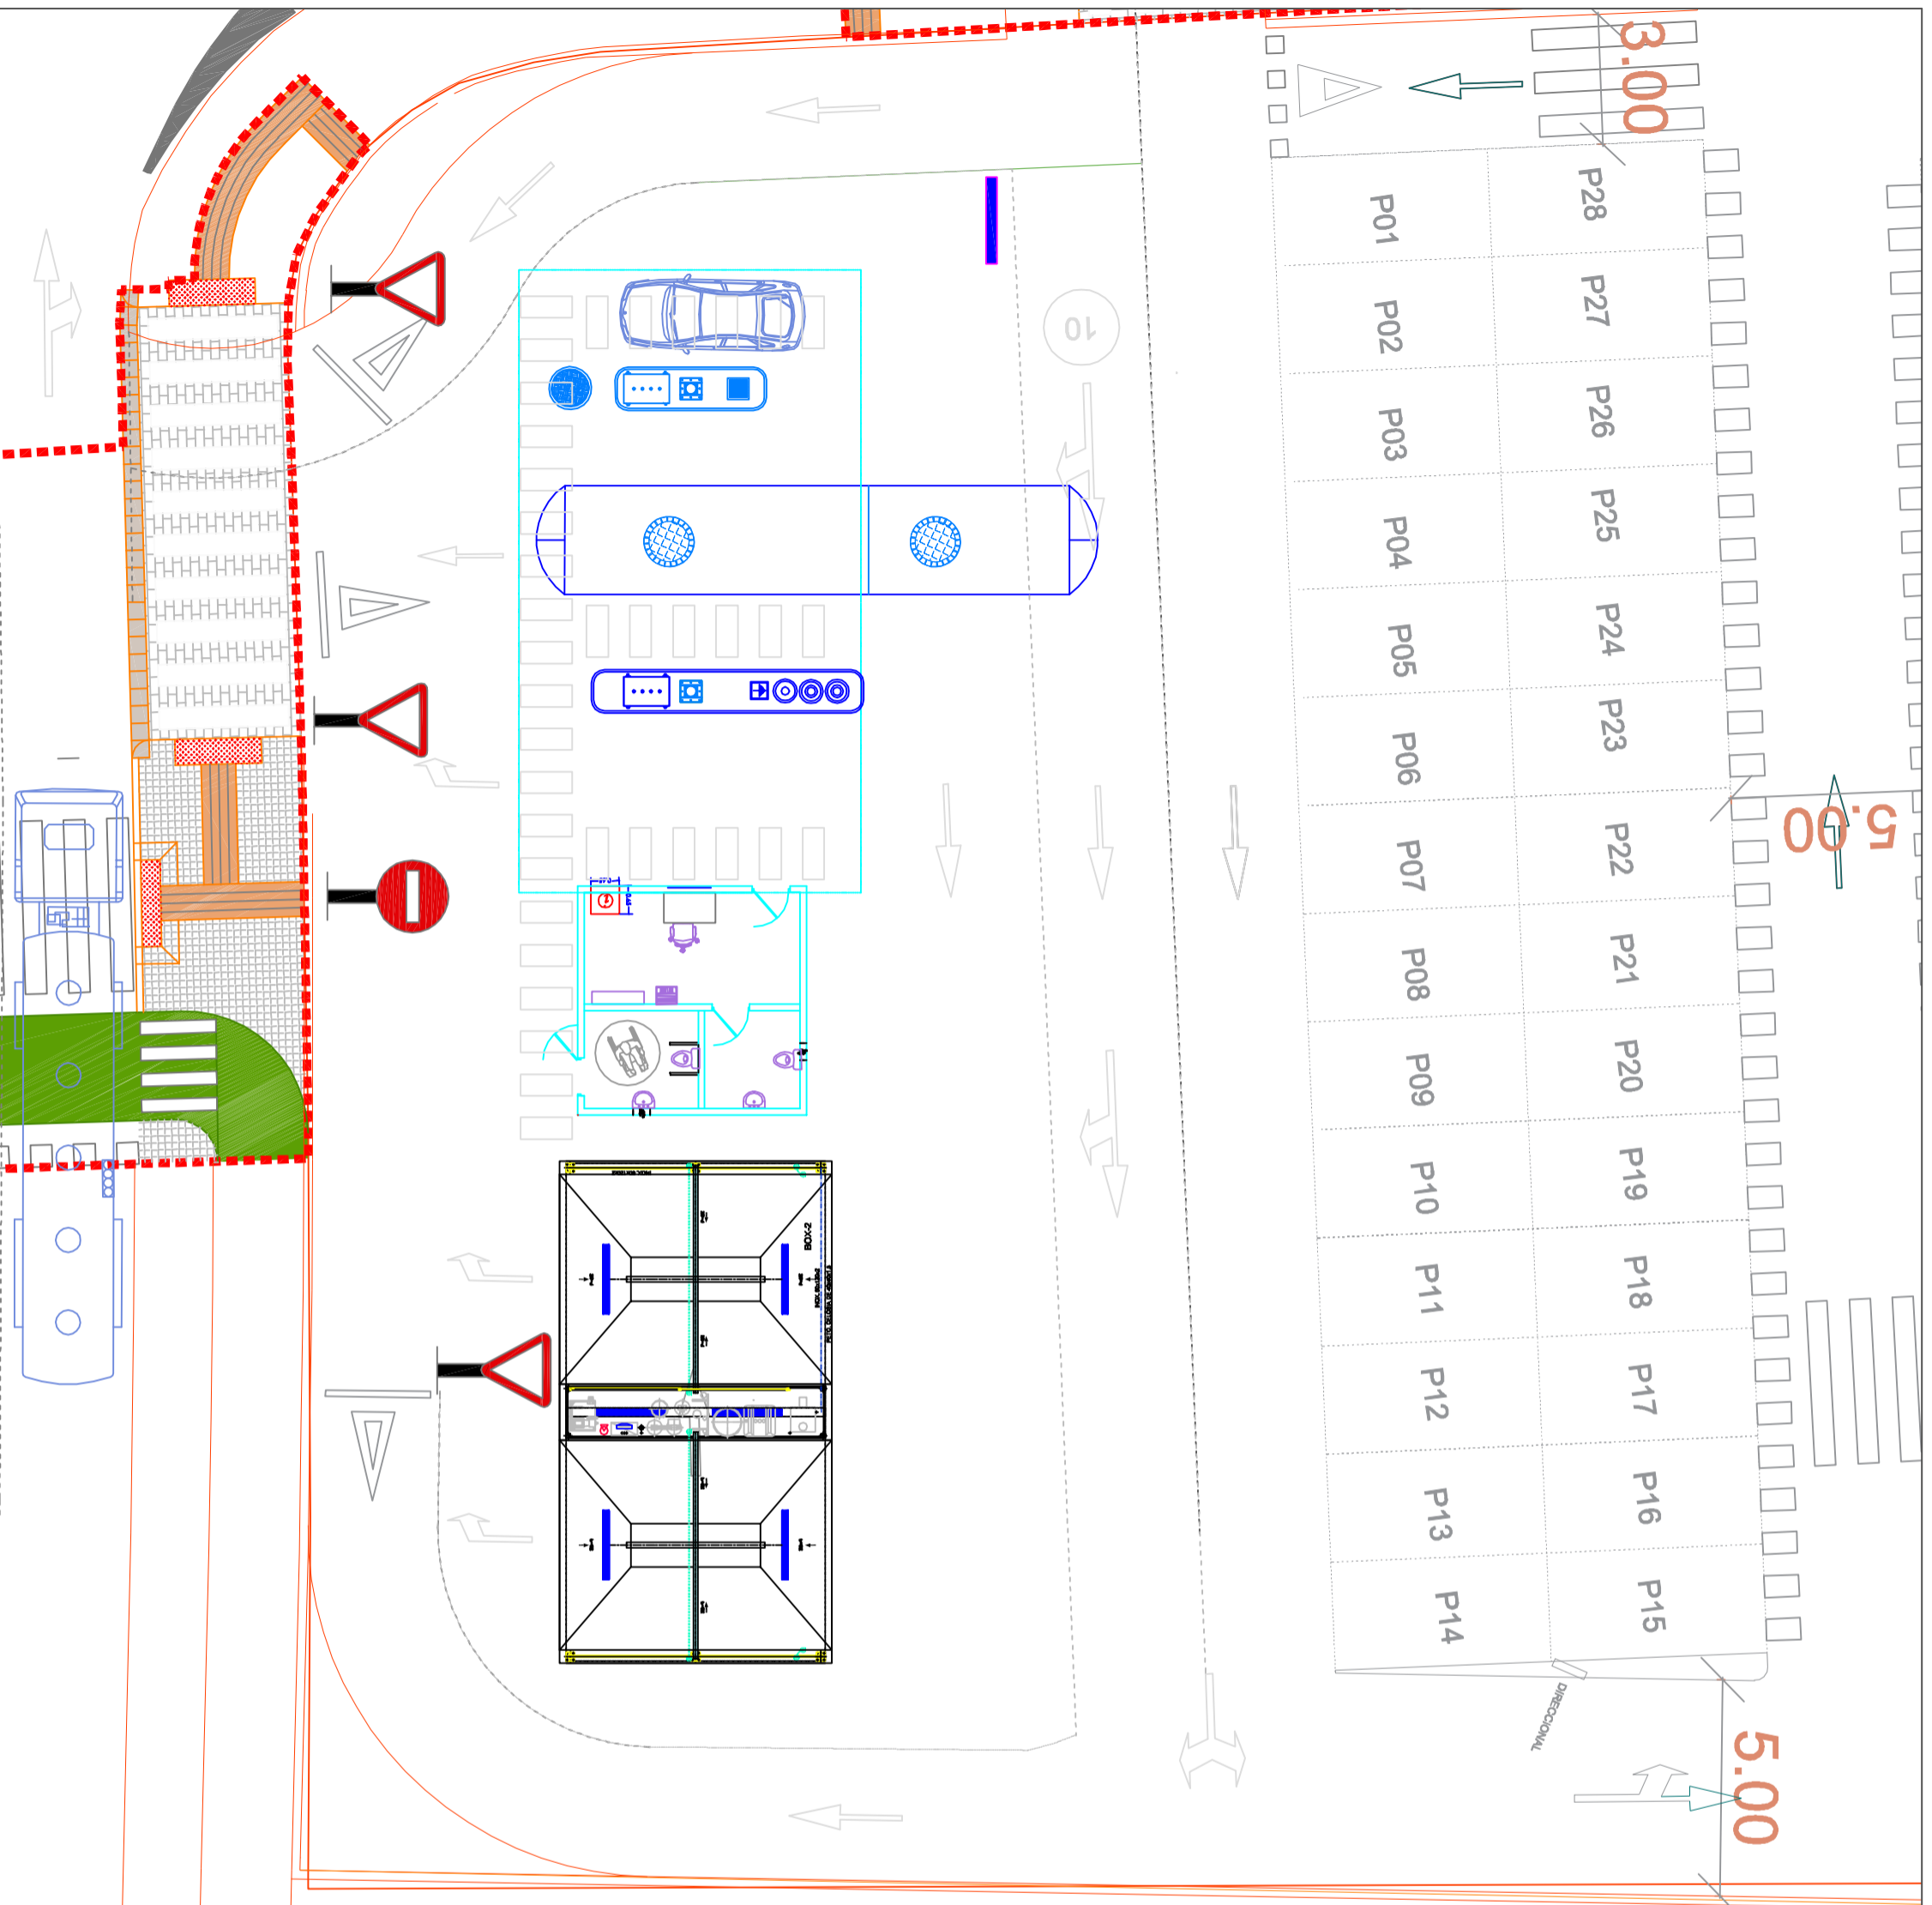 3.00
P01
P28
P02
P27
P03
P26
10
P04
P25
P05
P24
P06
P23
5.00
P07
P22
P08
P21
P09
P20
P10
P19
BOX-2
P11
P18
P12
P17
P13
P16
P14
P15
DIRECCIONAL
5.00